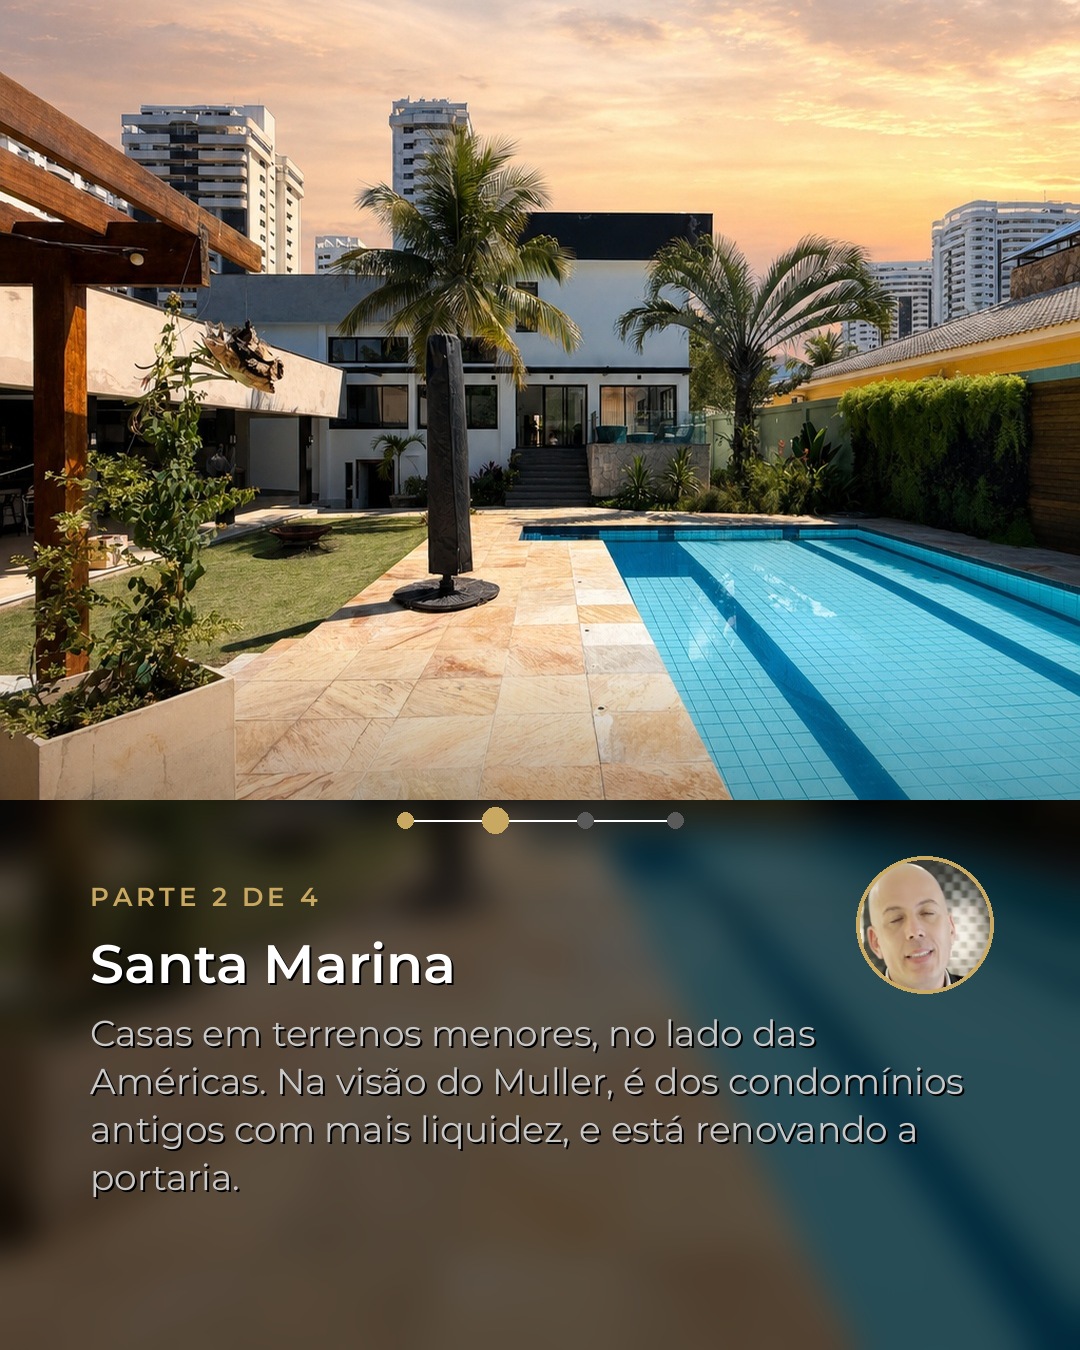 PARTE 2 DE 4
Santa Marina
Casas em terrenos menores, no lado das
Américas. Na visão do Muller, é dos condomínios
antigos com mais liquidez, e está renovando a
portaria.